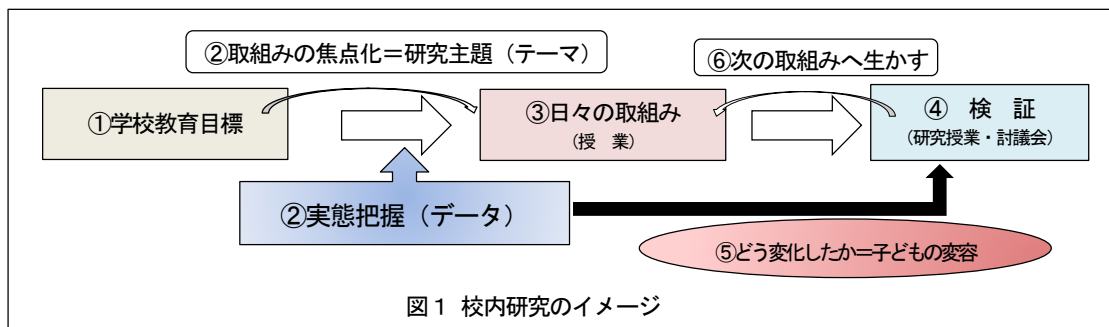 ②取組みの焦点化＝研究主題（テーマ）
⑥次の取組みへ生かす
①学校教育目標
③日々の取組み
（授　業）
④　検　証
（研究授業・討議会）
②実態把握（データ）
⑤どう変化したか＝子どもの変容
図１ 校内研究のイメージ